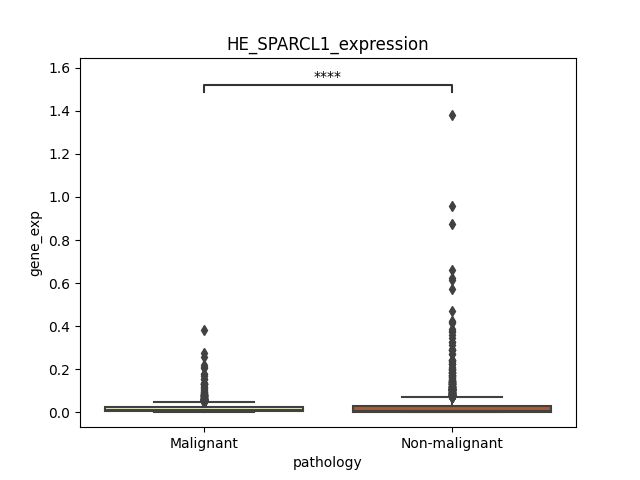 HE_SPARCL1_expression
****
1.6
1.4
1.2
1.0
0.8
0.6
0.4
0.2
0.0
gene_exp
Malignant
Non-malignant
pathology